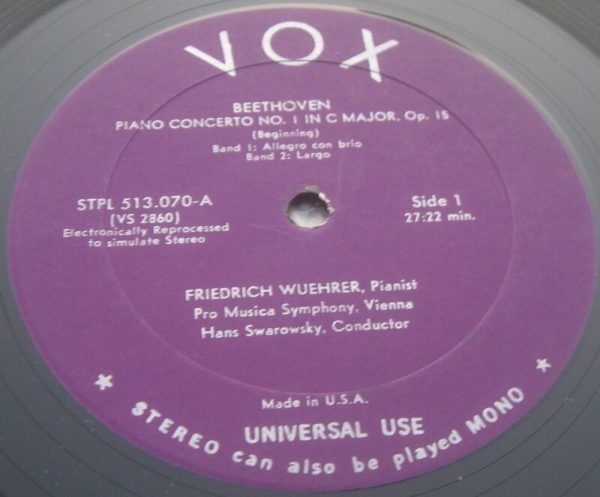 VOX
BEETHOVEN
PIANO CONCERTO NO. 1 IN C MAJOR, Op. 15
(Beginning)
Band 1: Allegro con brio
Band 2: Largo
STPL 513.070-A
(VS 2860)
Electronically Reprocessed
to simulate Stereo
Side 1
27:22 min.
FRIEDRICH WUEHRER, Pianist
Pro Musica Symphony, Vienna
Hans Swarowsky, Conductor
Made in U.S.A.
UNIVERSAL USE
★ STEREO can also be played MONO ★